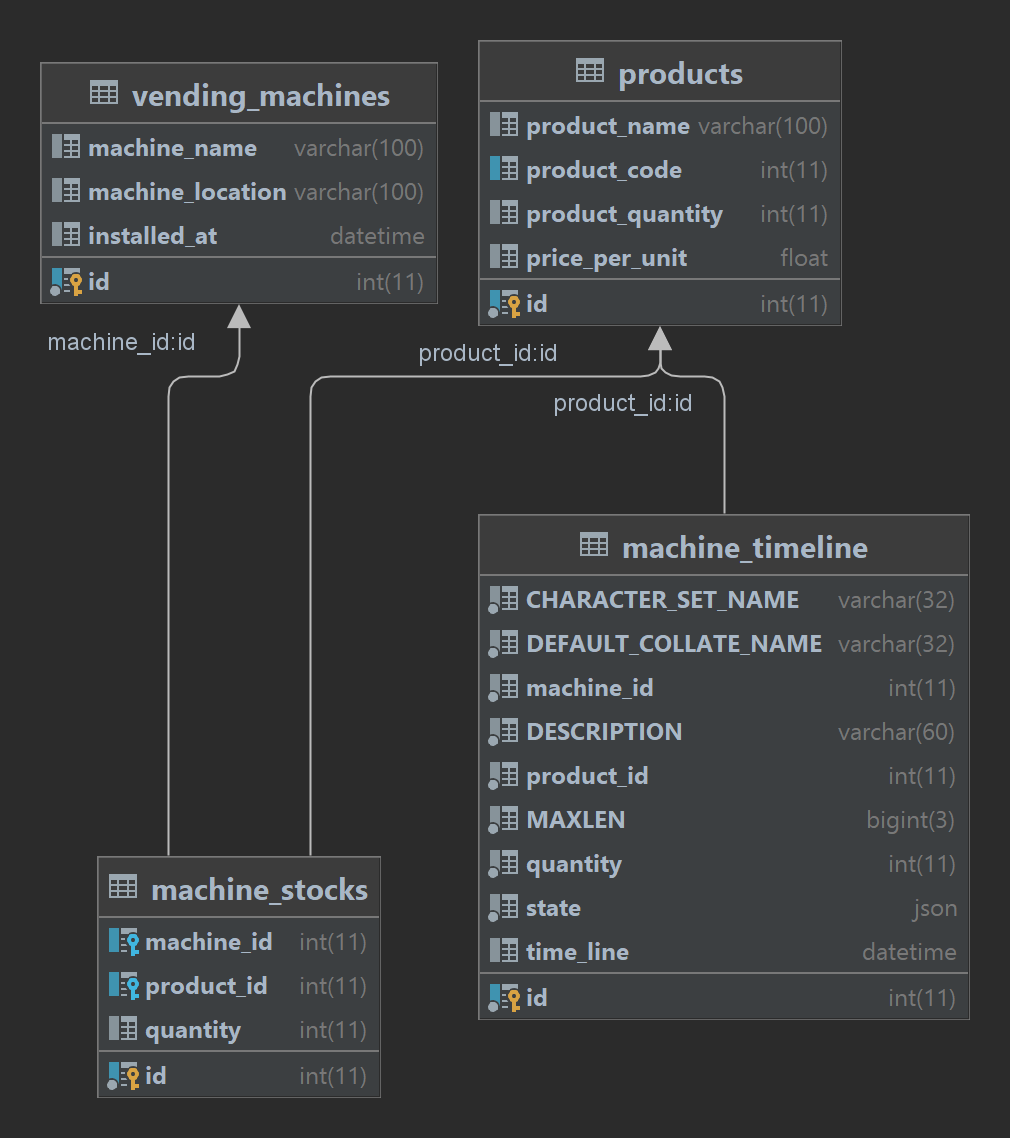 vending_machines
machine_name varchar(100)
machine_location varchar(100)
installed_at datetime
id int(11)
products
product_name varchar(100)
product_code int(11)
product_quantity int(11)
price_per_unit float
id int(11)
machine_id:id
product_id:id
product_id:id
machine_timeline
CHARACTER_SET_NAME varchar(32)
DEFAULT_COLLATE_NAME varchar(32)
machine_id int(11)
DESCRIPTION varchar(60)
product_id int(11)
MAXLEN bigint(3)
quantity int(11)
state json
time_line datetime
id int(11)
machine_stocks
machine_id int(11)
product_id int(11)
quantity int(11)
id int(11)